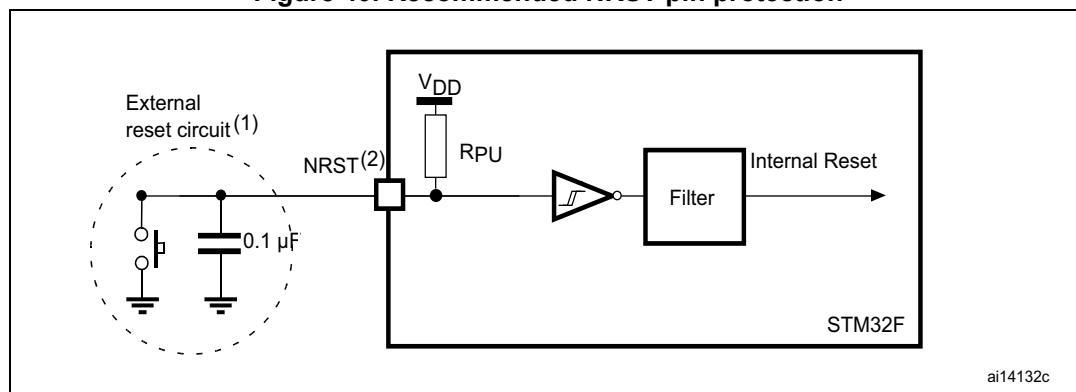 Figure 40. Recommended NRST pin protection
External
reset circuit(1)
VDD
RPU
NRST(2)
Internal Reset
Filter
0.1 µF
STM32F
ai14132c